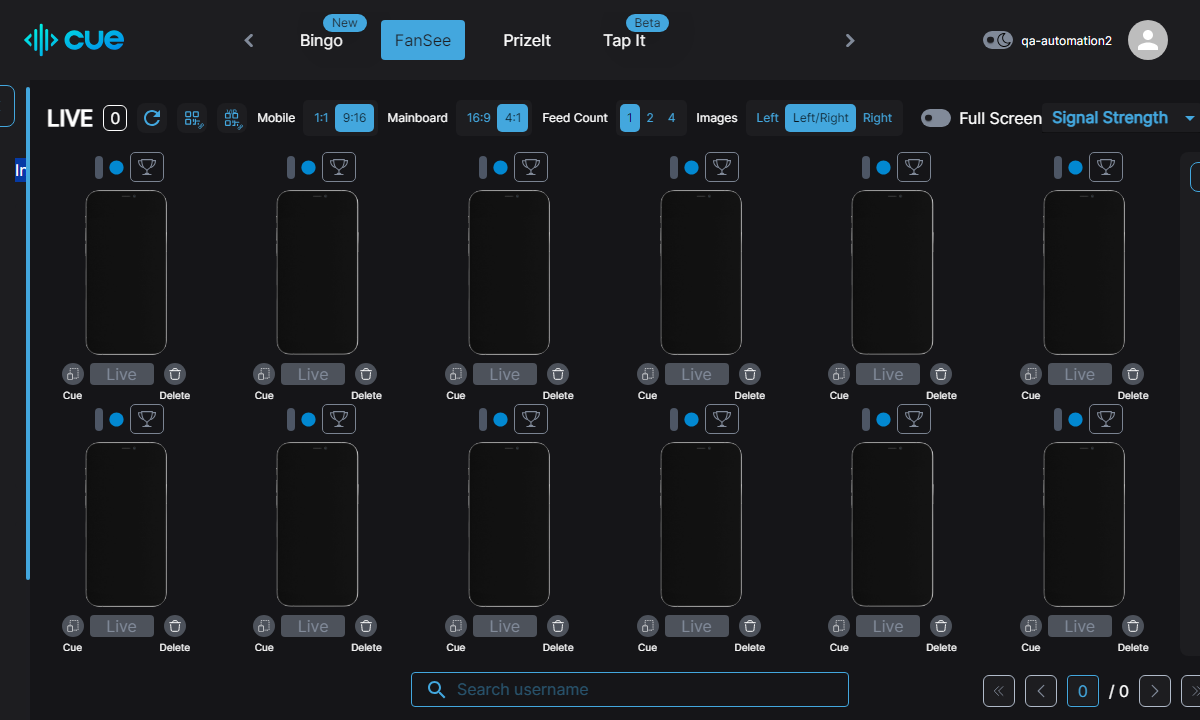 cue
New
Bingo
FanSee
PrizeIt
Beta
Tap It
qa-automation2
LIVE 0
Mobile 1:1 9:16
Mainboard 16:9 4:1
Feed Count 1 2 4
Images Left Left/Right Right
Full Screen
Signal Strength
Live Live Live Live Live Live
Cue Delete Cue Delete Cue Delete Cue Delete Cue Delete Cue Delete
Live Live Live Live Live Live
Cue Delete Cue Delete Cue Delete Cue Delete Cue Delete Cue Delete
Search username
0 / 0